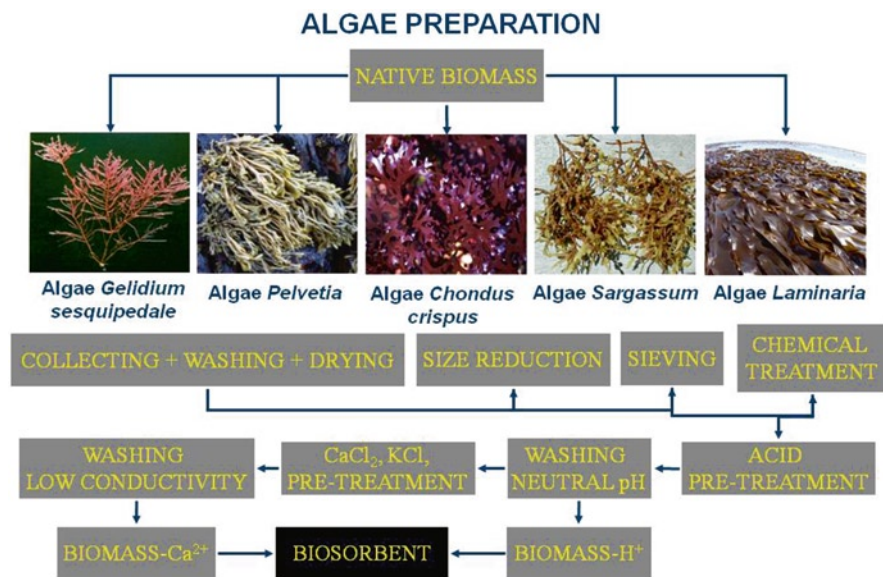 ALGAE PREPARATION
NATIVE BIOMASS
Algae Gelidium
sesquipedale
Algae Pelvetia
Algae Chondus
crispus
Algae Sargassum
Algae Laminaria
COLLECTING + WASHING + DRYING
SIZE REDUCTION
SIEVING
CHEMICAL
TREATMENT
WASHING
LOW CONDUCTIVITY
CaCl₂, KCl,
PRE-TREATMENT
WASHING
NEUTRAL pH
ACID
PRE-TREATMENT
BIOMASS-Ca²⁺
BIOSORBENT
BIOMASS-H⁺